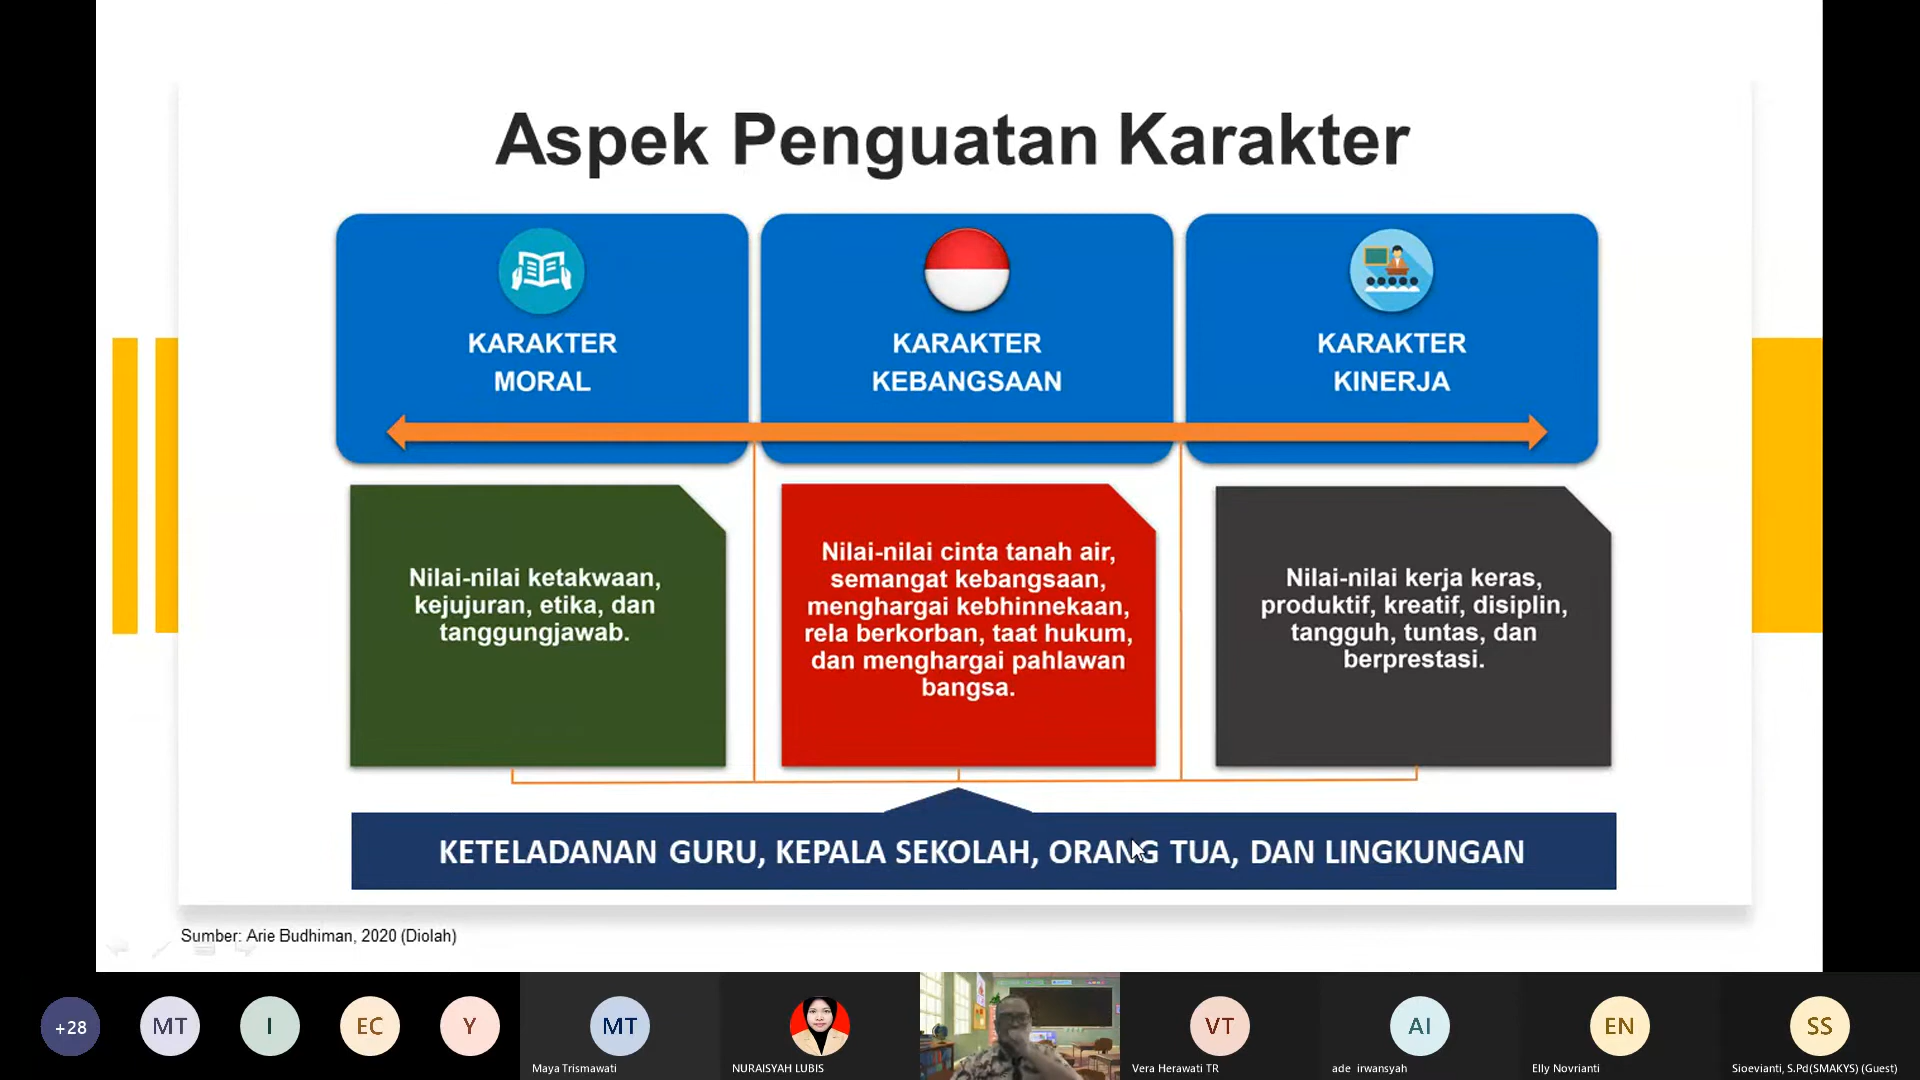 Aspek Penguatan Karakter
KARAKTER
MORAL
KARAKTER
KEBANGSAAN
KARAKTER
KINERJA
Nilai-nilai ketakwaan,
kejujuran, etika, dan
tanggungjawab.
Nilai-nilai cinta tanah air,
semangat kebangsaan,
menghargai kebhinnekaan,
rela berkorban, taat hukum,
dan menghargai pahlawan
bangsa.
Nilai-nilai kerja keras,
produktif, kreatif, disiplin,
tangguh, tuntas, dan
berprestasi.
KETELADANAN GURU, KEPALA SEKOLAH, ORANG TUA, DAN LINGKUNGAN
Sumber: Arie Budhiman, 2020 (Diolah)
+28
MT
I
EC
Y
MT
VT
AI
EN
SS
Maya Trismawati
NURAISYAH LUBIS
Vera Herawati TR
ade irwansyah
Elly Novrianti
Sioevianti, S.Pd(SMAKYS) (Guest)